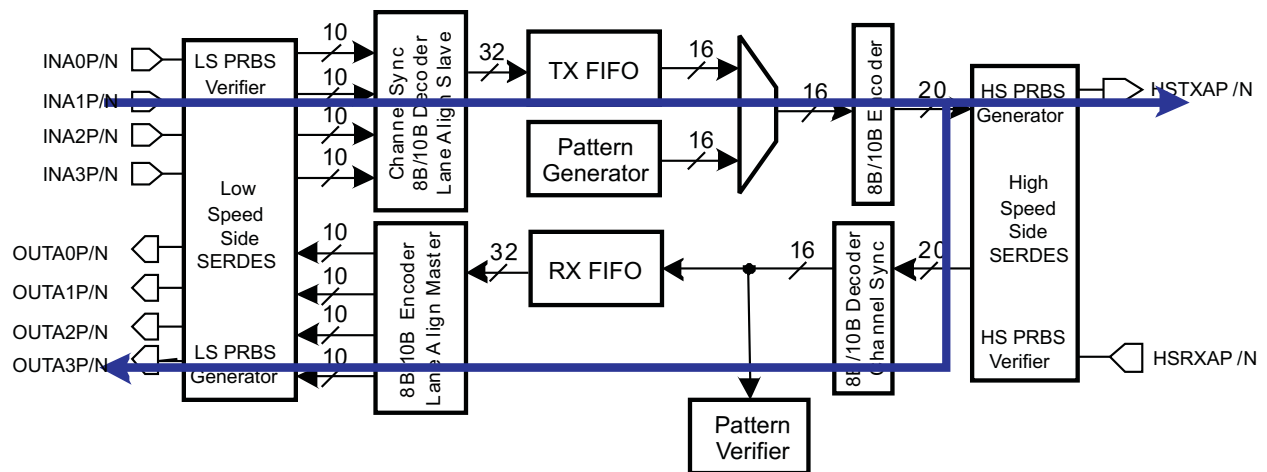 INA0P/N
INA1P/N
INA2P/N
INA3P/N
OUTA0P/N
OUTA1P/N
OUTA2P/N
OUTA3P/N
LS PRBS
Verifier
Low
Speed
Side
SERDES
LS PRBS
Generator
10
10
10
10
10
10
10
10
Channel Sync
8B/10B Decoder
Lane Align Slave
8B/10B Encoder
Lane Align Master
32
TX FIFO
16
Pattern
Generator
16
16
8B/10B Encoder
20
32
RX FIFO
16
8B/10B Decoder
Channel Sync
20
Pattern
Verifier
HS PRBS
Generator
High
Speed
Side
SERDES
HS PRBS
Verifier
HSTXAP/N
HSRXAP/N